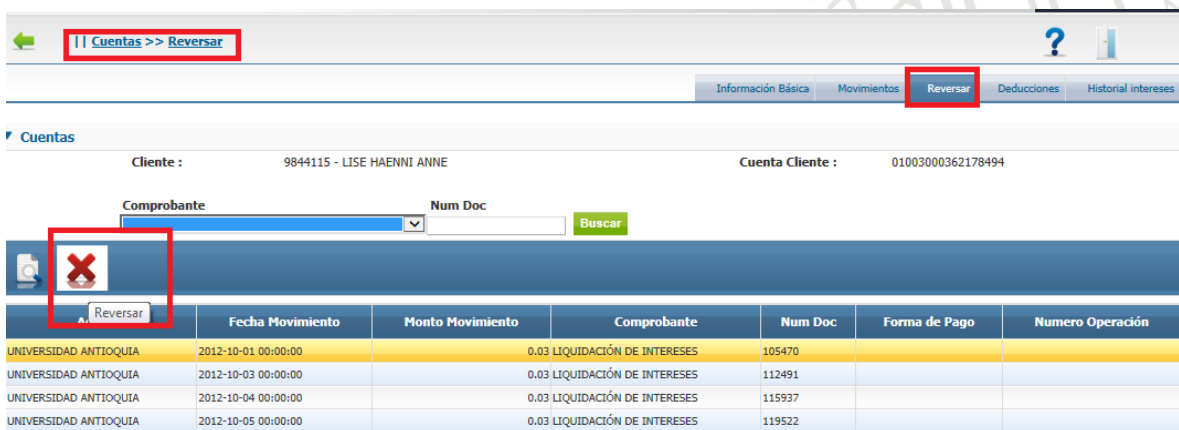 || Cuentas >> Reversar
?
Información Básica Movimientos Reversar Deducciones Historial intereses
Cuentas
Cliente : 9844115 - LISE HAENNI ANNE Cuenta Cliente : 01003000362178494
Comprobante Num Doc
Buscar
Reversar
Fecha Movimiento Monto Movimiento Comprobante Num Doc Forma de Pago Numero Operación
UNIVERSIDAD ANTIOQUIA 2012-10-01 00:00:00 0.03 LIQUIDACIÓN DE INTERESES 105470
UNIVERSIDAD ANTIOQUIA 2012-10-03 00:00:00 0.03 LIQUIDACIÓN DE INTERESES 112491
UNIVERSIDAD ANTIOQUIA 2012-10-04 00:00:00 0.03 LIQUIDACIÓN DE INTERESES 115937
UNIVERSIDAD ANTIOQUIA 2012-10-05 00:00:00 0.03 LIQUIDACIÓN DE INTERESES 119522